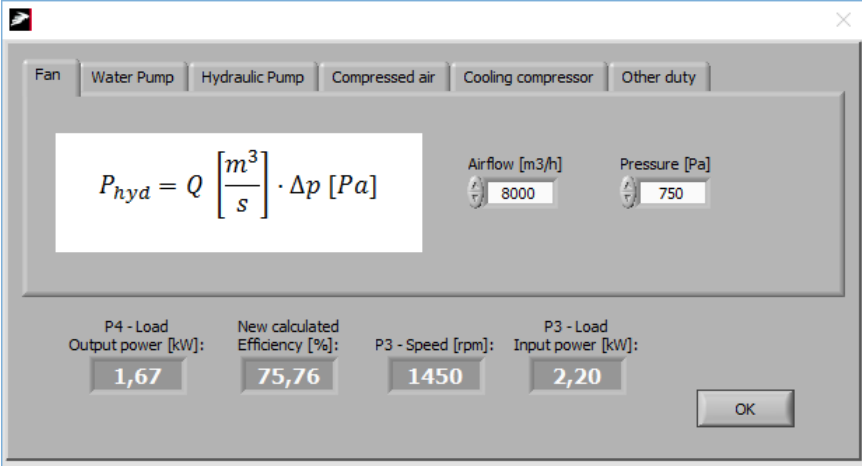 Fan Water Pump Hydraulic Pump Compressed air Cooling compressor Other duty
P_hyd = Q [m³/s] · Δp [Pa]
Airflow [m3/h] Pressure [Pa]
8000 750
P4 - Load New calculated P3 - Load
Output power [kW]: Efficiency [%]: P3 - Speed [rpm]: Input power [kW]:
1,67 75,76 1450 2,20
OK